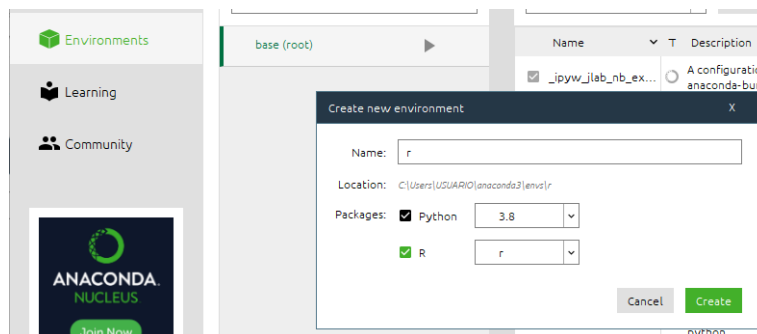 Environments
Learning
Community
ANACONDA.
NUCLEUS
Join Now
base (root)
Name T Description
_ipyw_jlab_nb_ex... A configuratio
anaconda-bun
Create new environment X
Name: r
Location: C:\Users\USUARIO\anaconda3\envs\r
Packages: Python 3.8
R r
Cancel Create
python